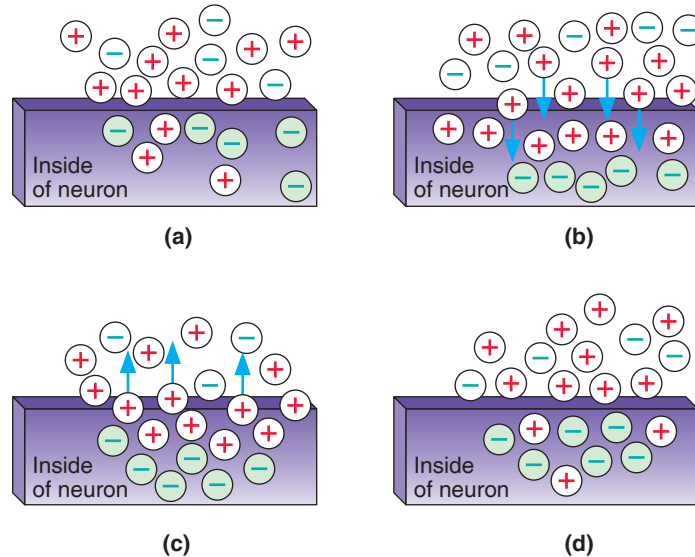 Inside
of neuron
(a)
Inside
of neuron
(b)
Inside
of neuron
(c)
Inside
of neuron
(d)